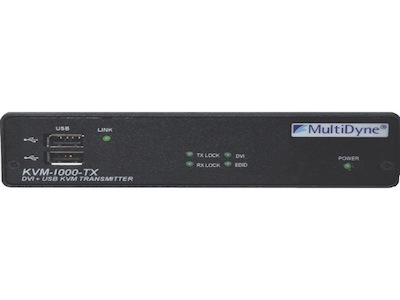 USB
LINK
MultiDyne®
TX LOCK
DVI
RX LOCK
EDID
POWER
KVM-1000-TX
DVI + USB KVM TRANSMITTER